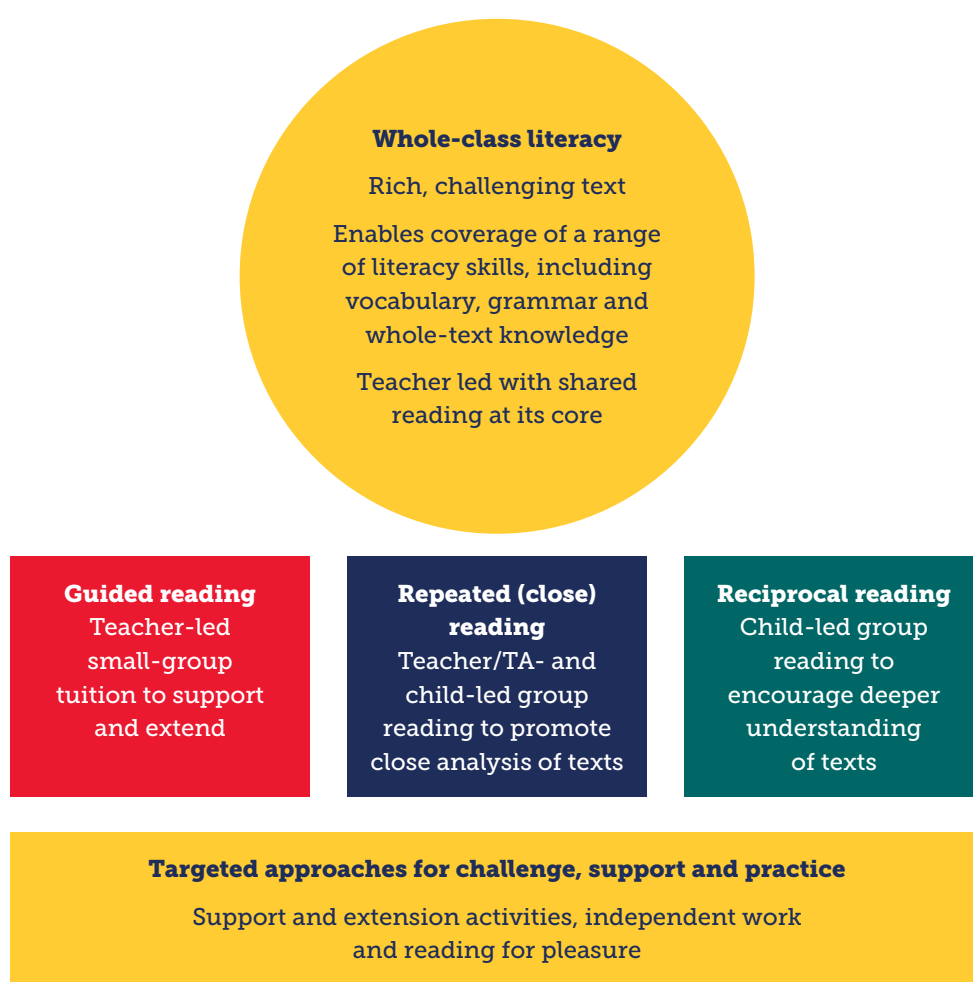 Whole-class literacy
Rich, challenging text
Enables coverage of a range
of literacy skills, including
vocabulary, grammar and
whole-text knowledge
Teacher led with shared
reading at its core
Guided reading
Teacher-led
small-group
tuition to support
and extend
Repeated (close)
reading
Teacher/TA- and
child-led group
reading to promote
close analysis of texts
Reciprocal reading
Child-led group
reading to
encourage deeper
understanding
of texts
Targeted approaches for challenge, support and practice
Support and extension activities, independent work
and reading for pleasure